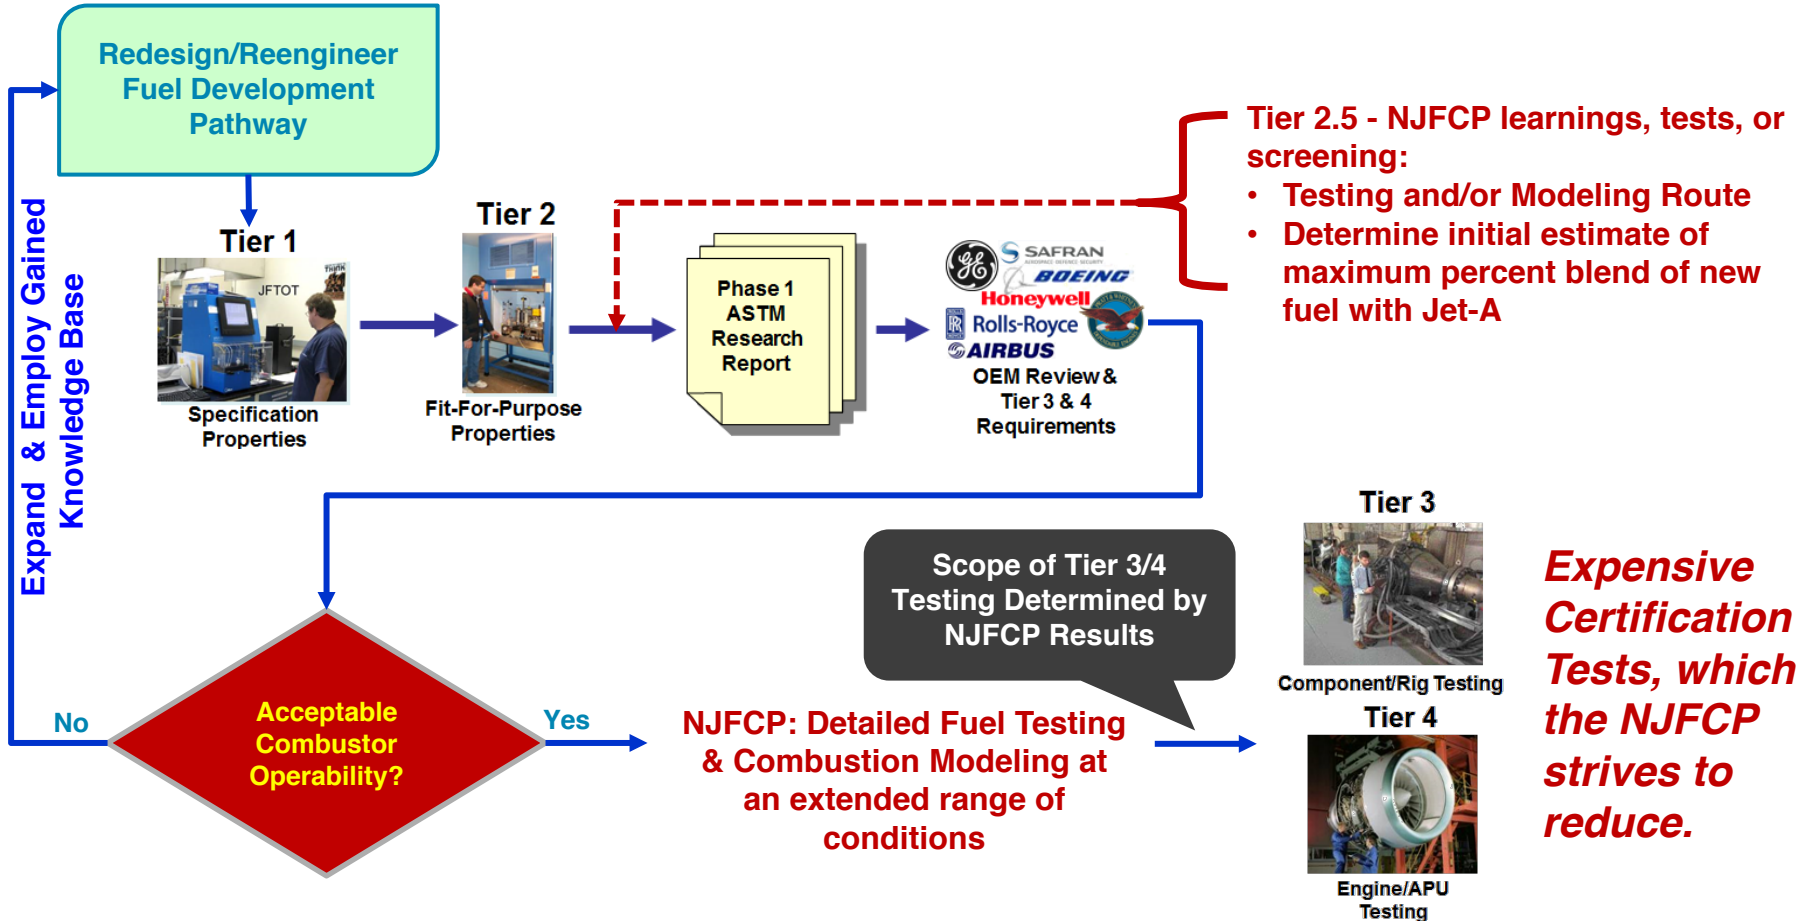 Redesign/Reengineer
Fuel Development
Pathway
Tier 2.5 - NJFCP learnings, tests, or
screening:
• Testing and/or Modeling Route
• Determine initial estimate of
maximum percent blend of new
fuel with Jet-A
Expand & Employ Gained
Knowledge Base
Tier 1
JFTOT
Specification
Properties
Tier 2
Fit-For-Purpose
Properties
Phase 1
ASTM
Research
Report
GE
SAFRAN
AEROSPACE DEFENCE SECURITY
BOEING
Honeywell
Rolls-Royce
AIRBUS
OEM Review &
Tier 3 & 4
Requirements
Scope of Tier 3/4
Testing Determined by
NJFCP Results
Tier 3
Component/Rig Testing
Tier 4
Engine/APU
Testing
Expensive
Certification
Tests, which
the NJFCP
strives to
reduce.
No
Acceptable
Combustor
Operability?
Yes
NJFCP: Detailed Fuel Testing
& Combustion Modeling at
an extended range of
conditions